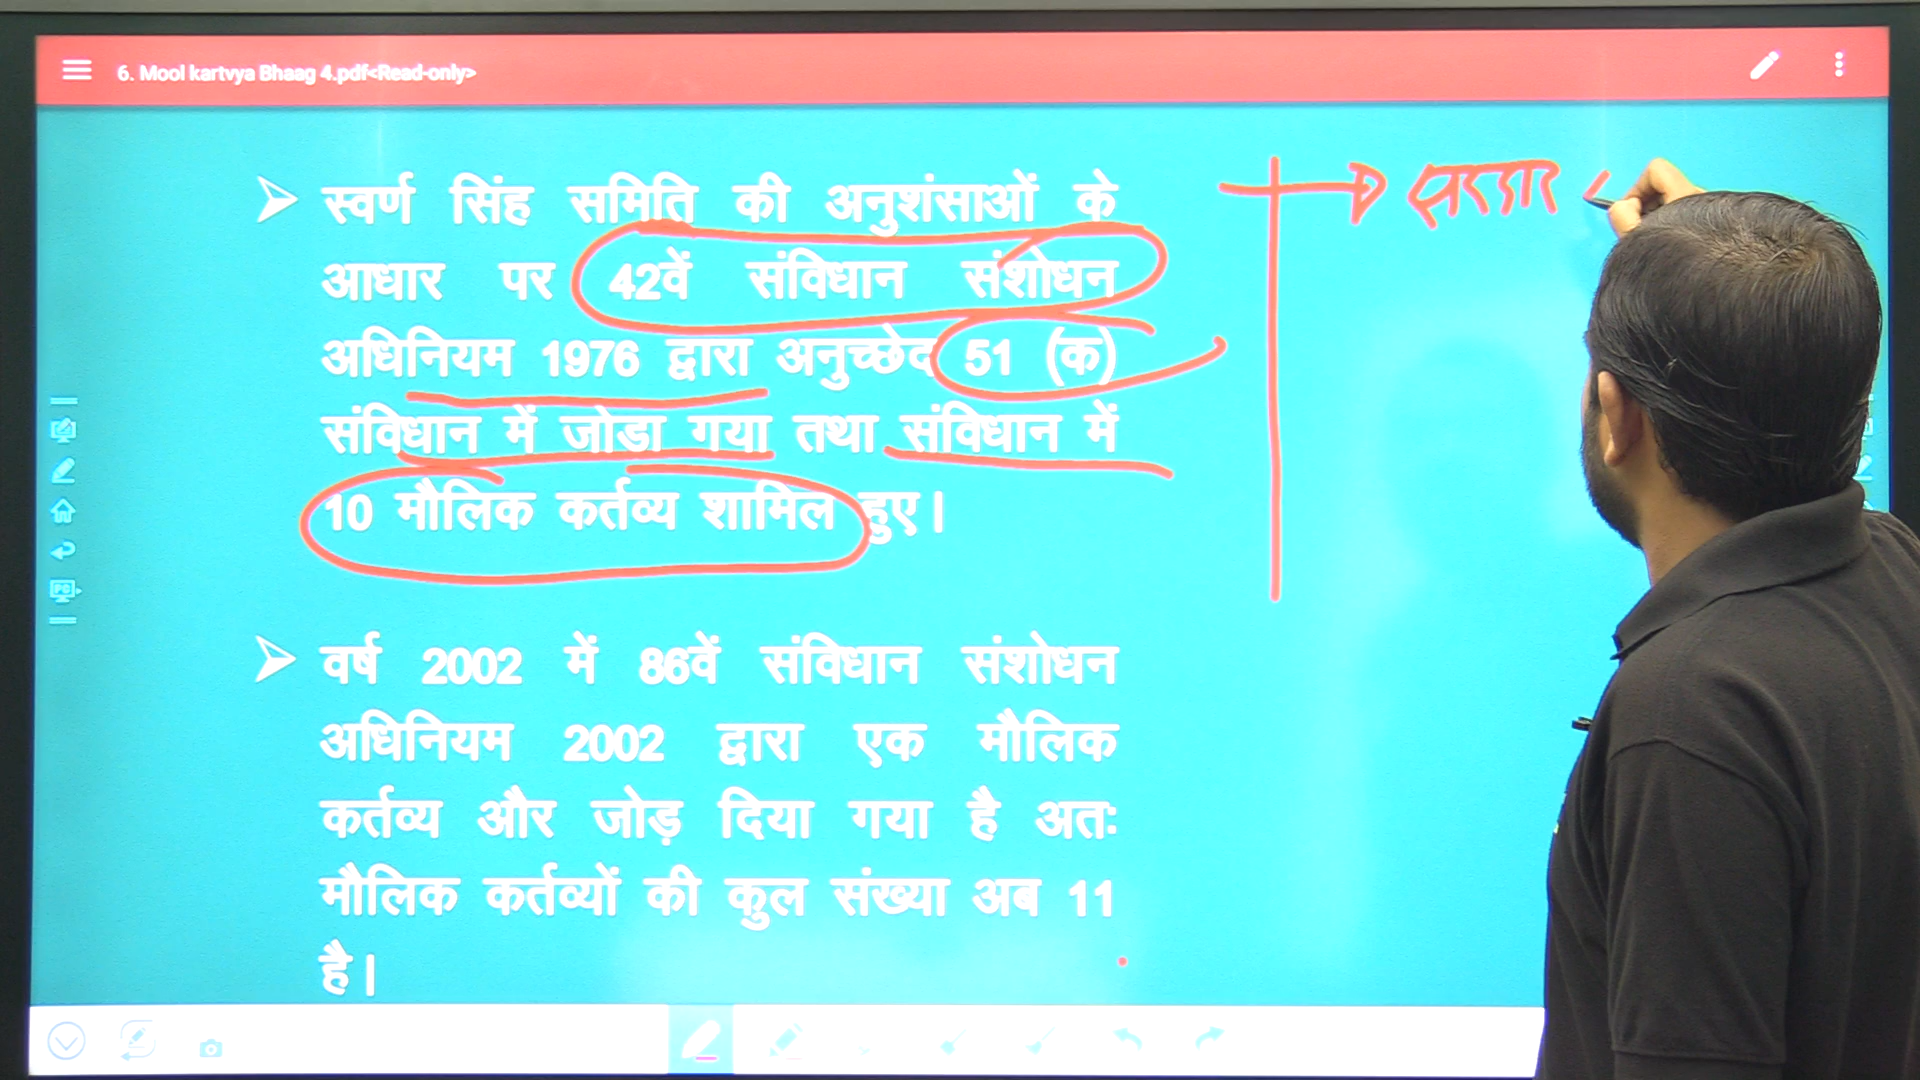 6. Mool kartvya Bhaag 4.pdf<Read-only>
स्वर्ण सिंह समिति की अनुशंसाओं के
आधार पर 42वें संविधान संशोधन
अधिनियम 1976 द्वारा अनुच्छेद 51 (क)
संविधान में जोडा गया तथा संविधान में
10 मौलिक कर्तव्य शामिल हुए।
वर्ष 2002 में 86वें संविधान संशोधन
अधिनियम 2002 द्वारा एक मौलिक
कर्तव्य और जोड़ दिया गया है अतः
मौलिक कर्तव्यों की कुल संख्या अब 11
है।